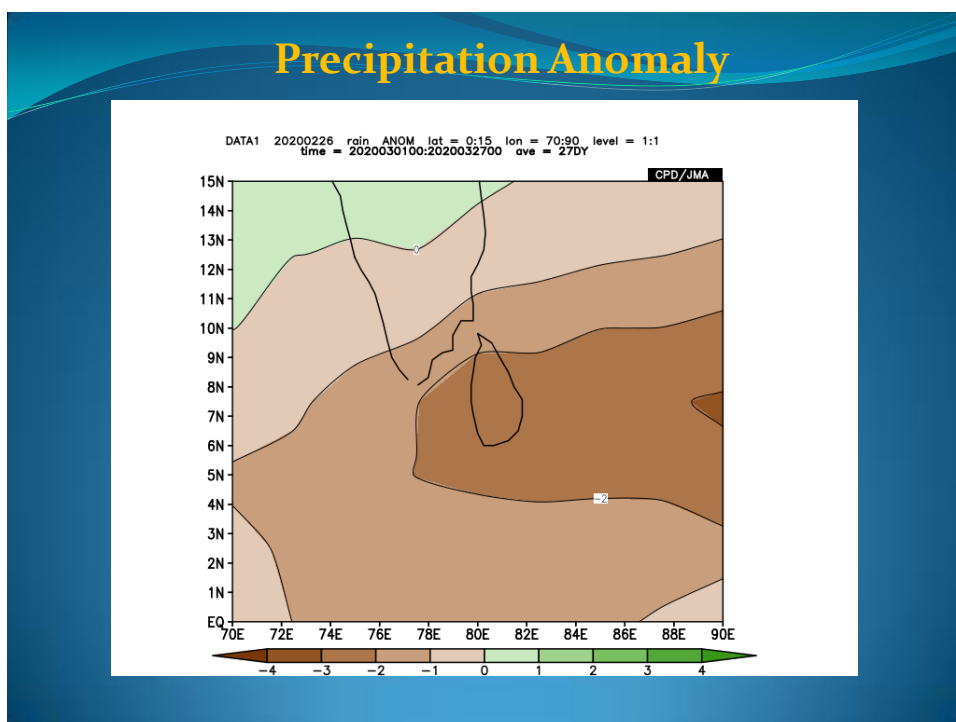 Precipitation Anomaly
DATA1 20200226 rain ANOM lat = 0:15 lon = 70:90 level = 1:1
time = 2020030100:2020032700 ave = 27DY
CPD/JMA
15N
14N
13N
0
12N
11N
10N
9N
8N
7N
6N
5N
-2
4N
3N
2N
1N
EQ
70E 72E 74E 76E 78E 80E 82E 84E 86E 88E 90E
-4 -3 -2 -1 0 1 2 3 4